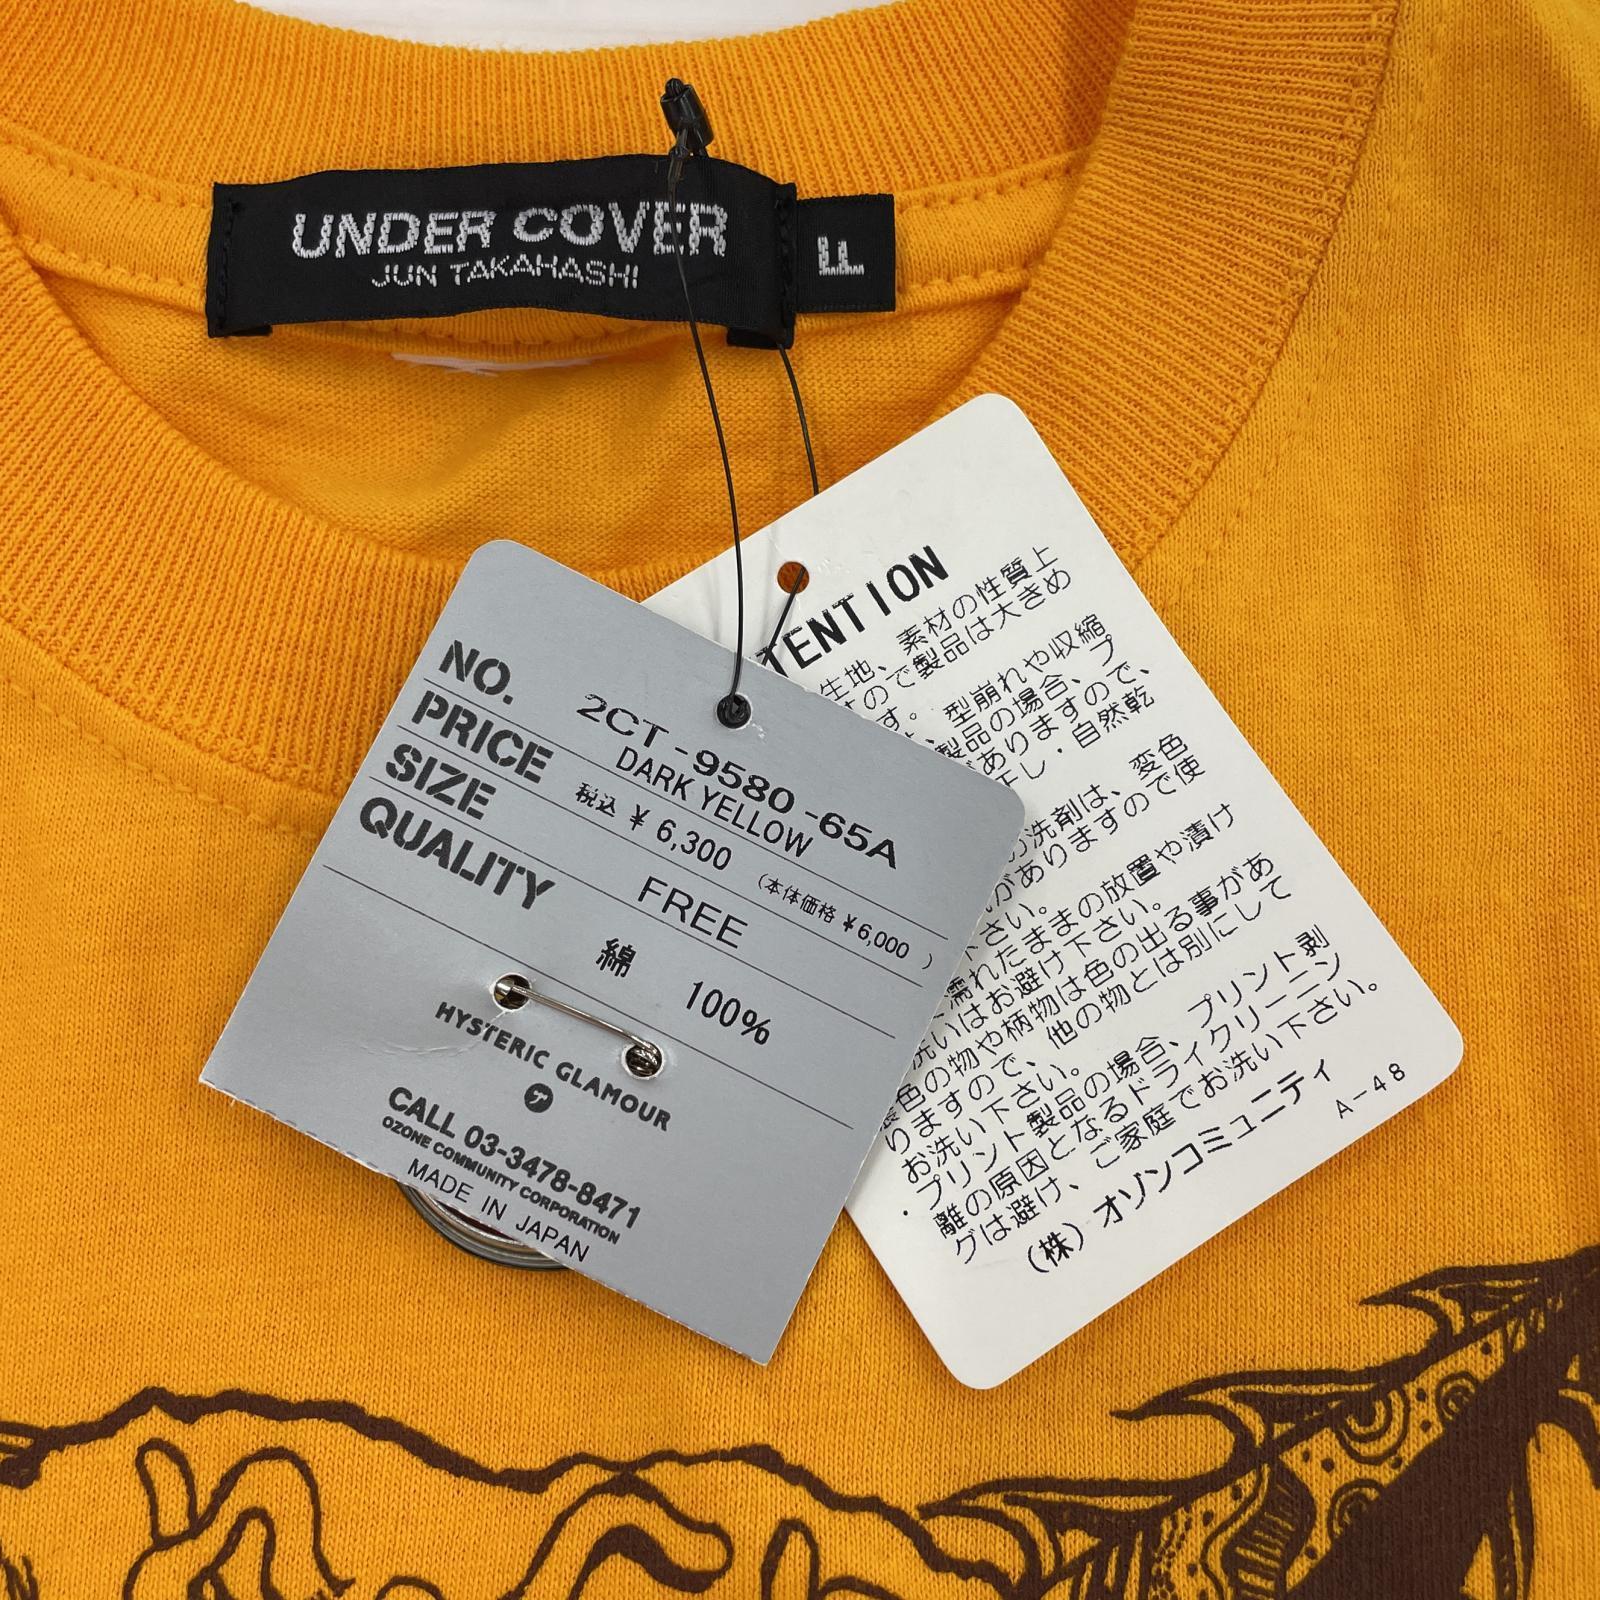 UNDER COVER
JUN TAKAHASHI
F
NO. 2CT-9580-65A
DARK YELLOW
PRICE 税込 ¥ 6,300 (本体価格 ¥6,000 )
SIZE FREE
QUALITY 綿 100%
HYSTERIC GLAMOUR
CALL 03-3478-8471
OZONE COMMUNITY CORPORATION
MADE IN JAPAN
TENTION
生地、素材の性質上
ので製品は大きめ
す。
型崩れや収縮
製品の場合、プ
がありますので、
干し・自然乾
洗剤は、変色
がありますので使
下さい。
濡れたままの放置や漬け
洗いはお避け下さい。
色の物や柄物は色の出る事があ
りますので、他の物とは別にして
お洗い下さい。
・プリント製品の場合、プリント剥
離の原因となるドライクリーニン
グは避け、ご家庭でお洗い下さい。
(株)オゾンコミュニティ
A-48